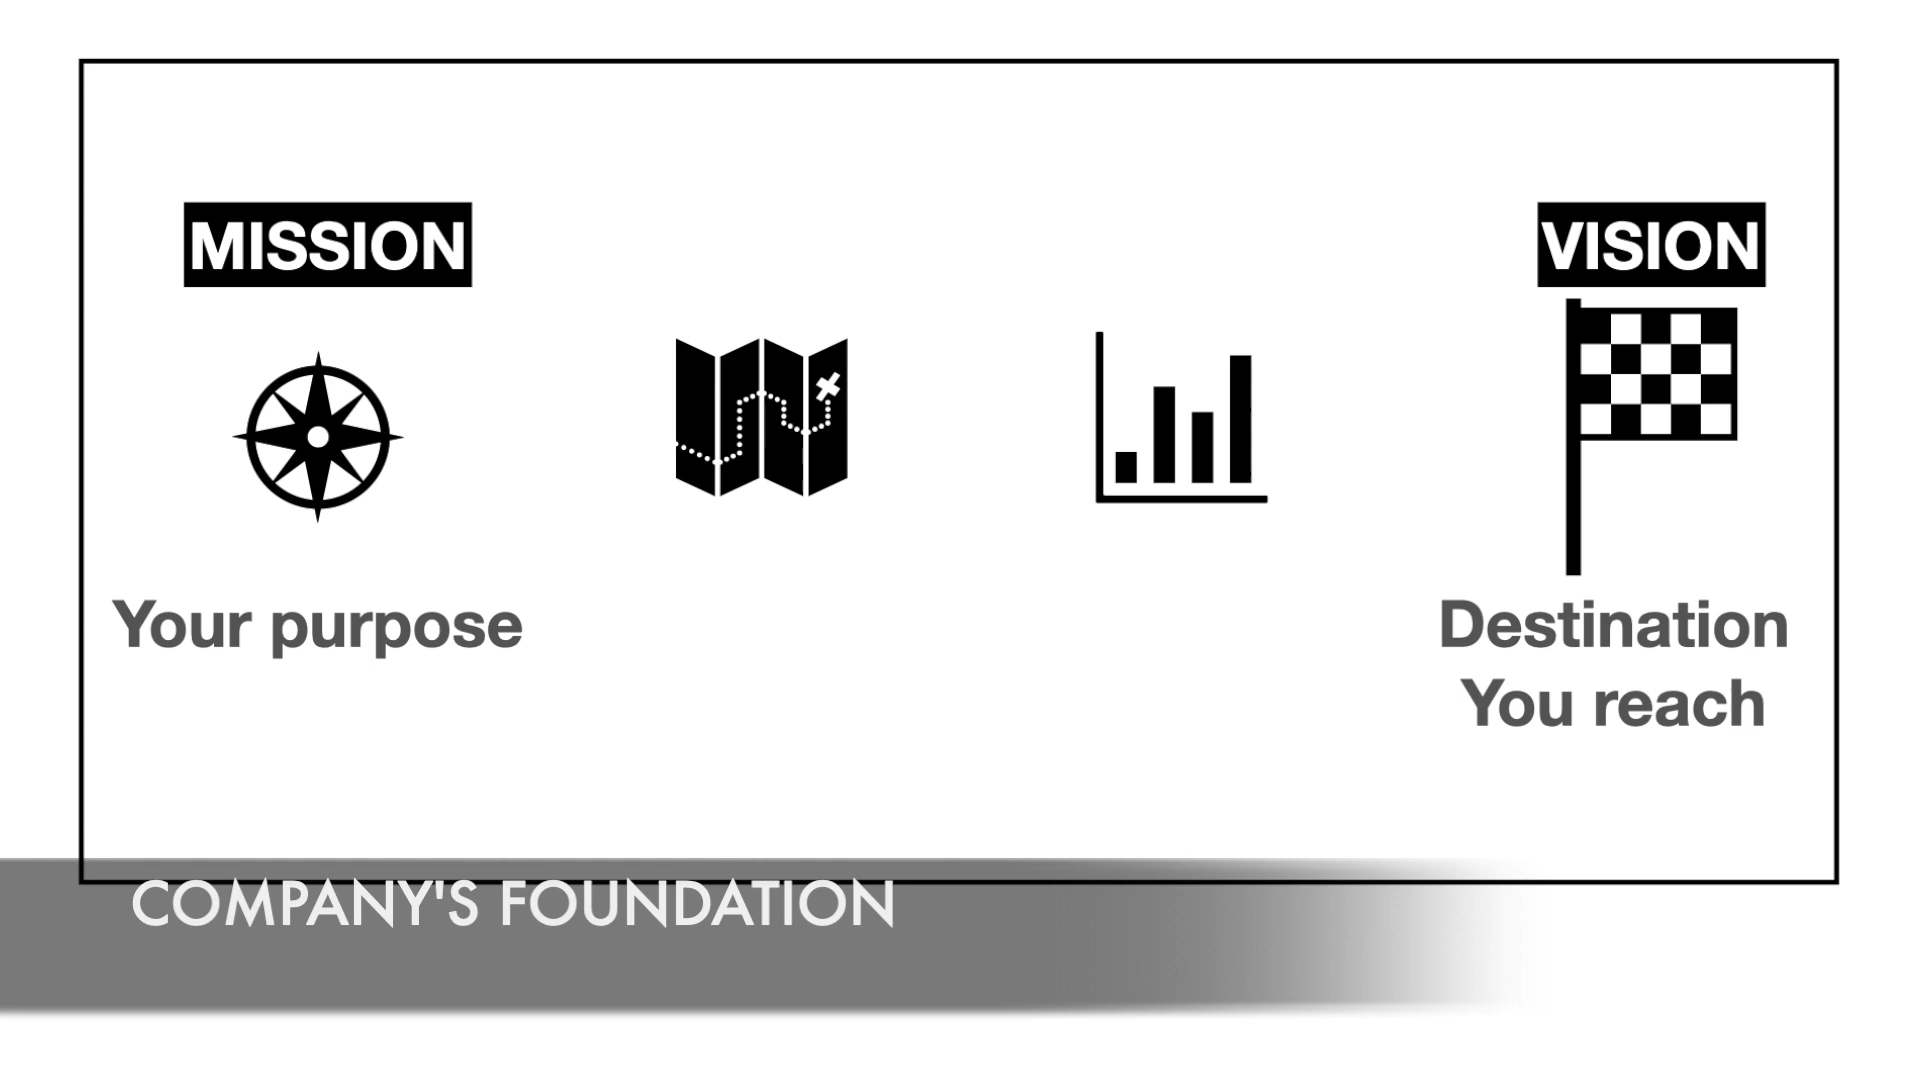 MISSION
VISION
Your purpose
Destination
You reach
COMPANY'S FOUNDATION